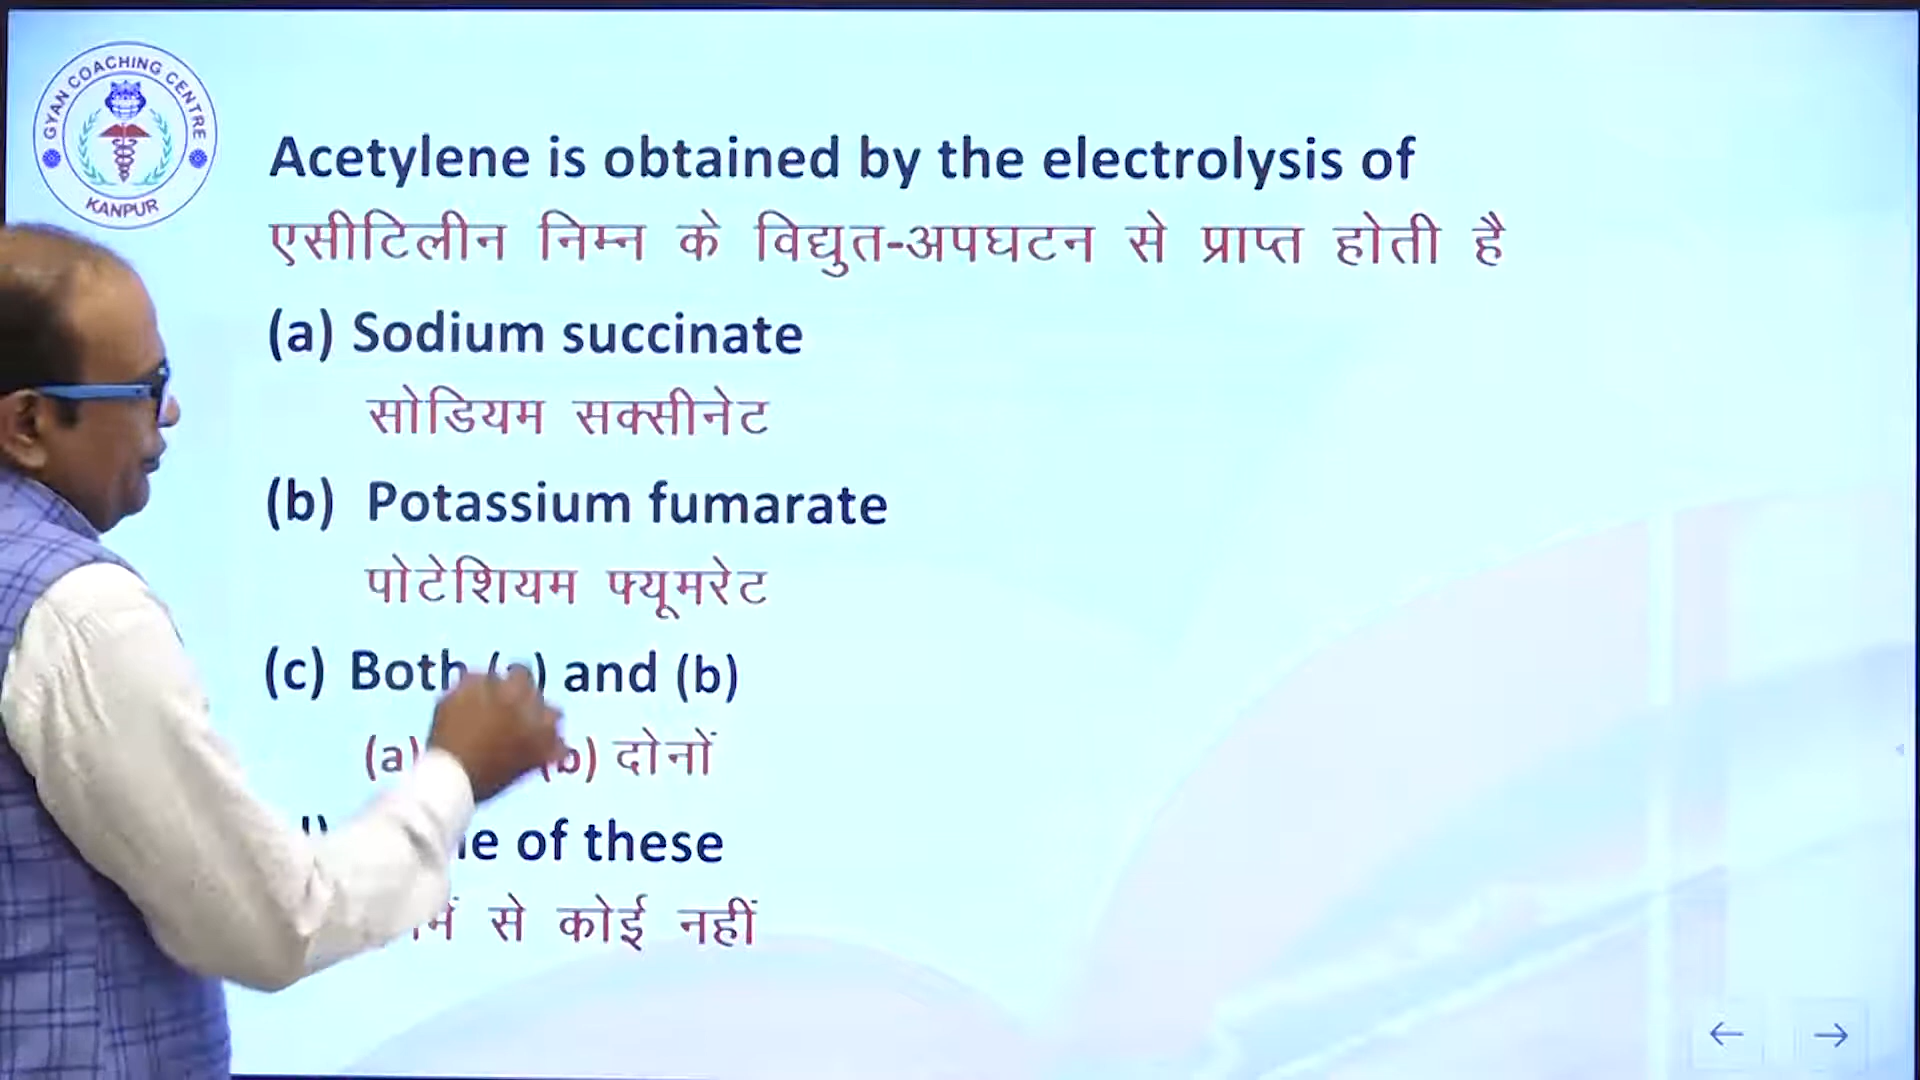 GYAN COACHING CENTRE
KANPUR
Acetylene is obtained by the electrolysis of
एसीटिलीन निम्न के विद्युत-अपघटन से प्राप्त होती है
(a) Sodium succinate
सोडियम सक्सीनेट
(b) Potassium fumarate
पोटेशियम फ्यूमरेट
(c) Both (a) and (b)
(a) (b) दोनों
of these
से कोई नहीं